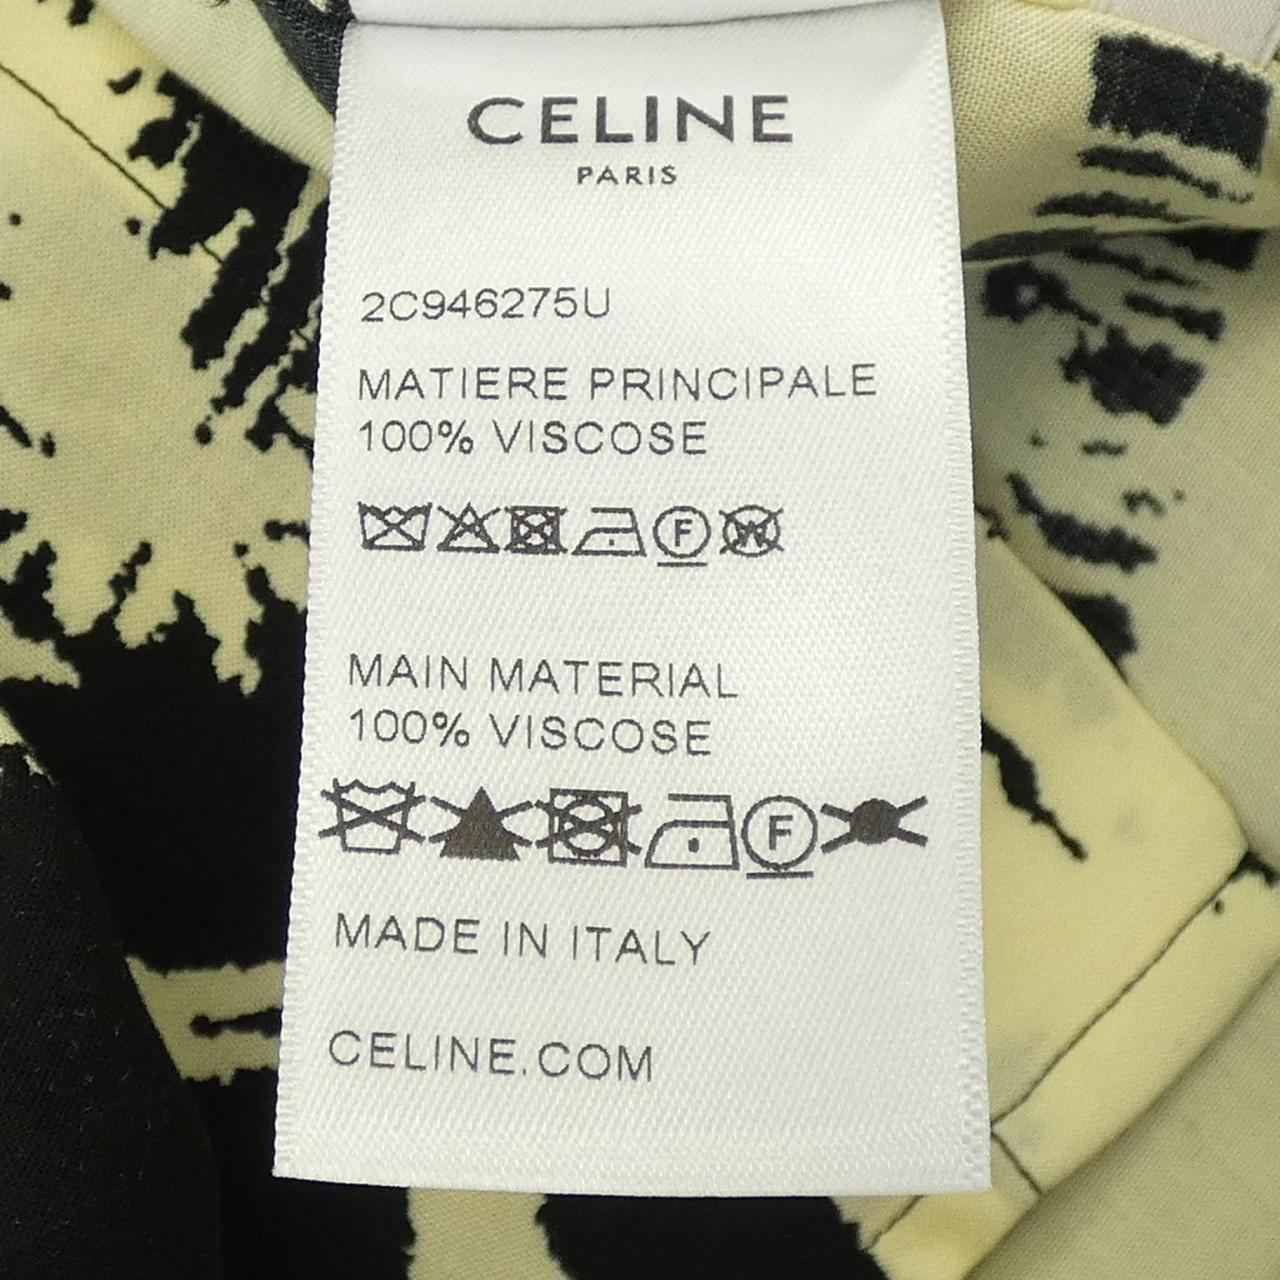 CELINE
PARIS
2C946275U
MATIERE PRINCIPALE
100% VISCOSE
F W
MAIN MATERIAL
100% VISCOSE
F
MADE IN ITALY
CELINE.COM